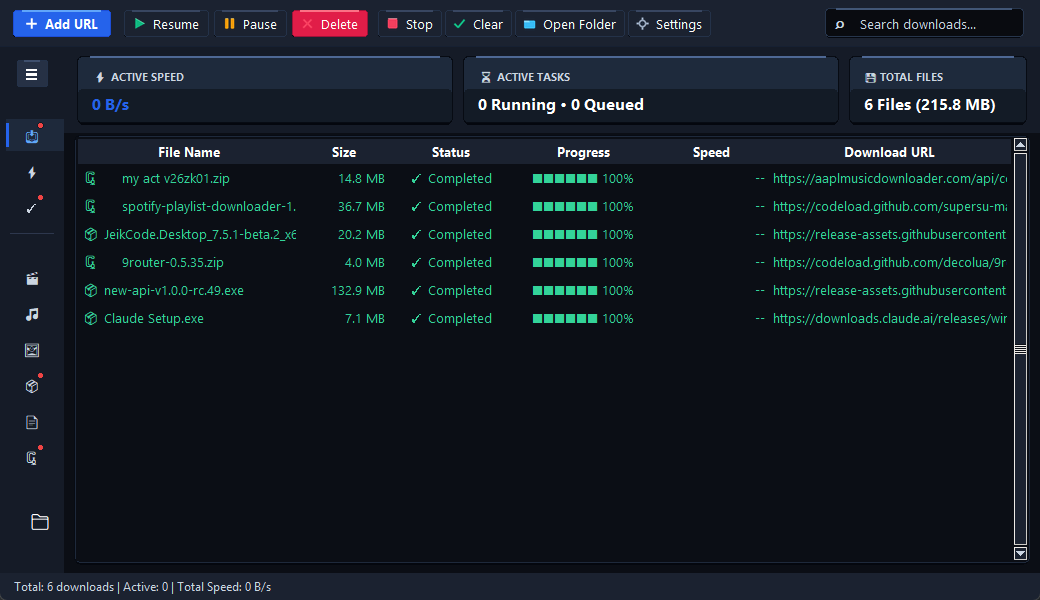 + Add URL Resume Pause Delete Stop Clear Open Folder Settings Search downloads...
ACTIVE SPEED ACTIVE TASKS TOTAL FILES
0 B/s 0 Running • 0 Queued 6 Files (215.8 MB)
File Name Size Status Progress Speed Download URL
my act v26zk01.zip 14.8 MB ✓ Completed 100% -- https://aaplmusicdownloader.com/api/co
spotify-playlist-downloader-1. 36.7 MB ✓ Completed 100% -- https://codeload.github.com/supersu-ma
JeikCode.Desktop_7.5.1-beta.2_x6 20.2 MB ✓ Completed 100% -- https://release-assets.githubusercontent
9router-0.5.35.zip 4.0 MB ✓ Completed 100% -- https://codeload.github.com/decolua/9r
new-api-v1.0.0-rc.49.exe 132.9 MB ✓ Completed 100% -- https://release-assets.githubusercontent
Claude Setup.exe 7.1 MB ✓ Completed 100% -- https://downloads.claude.ai/releases/wir
Total: 6 downloads | Active: 0 | Total Speed: 0 B/s